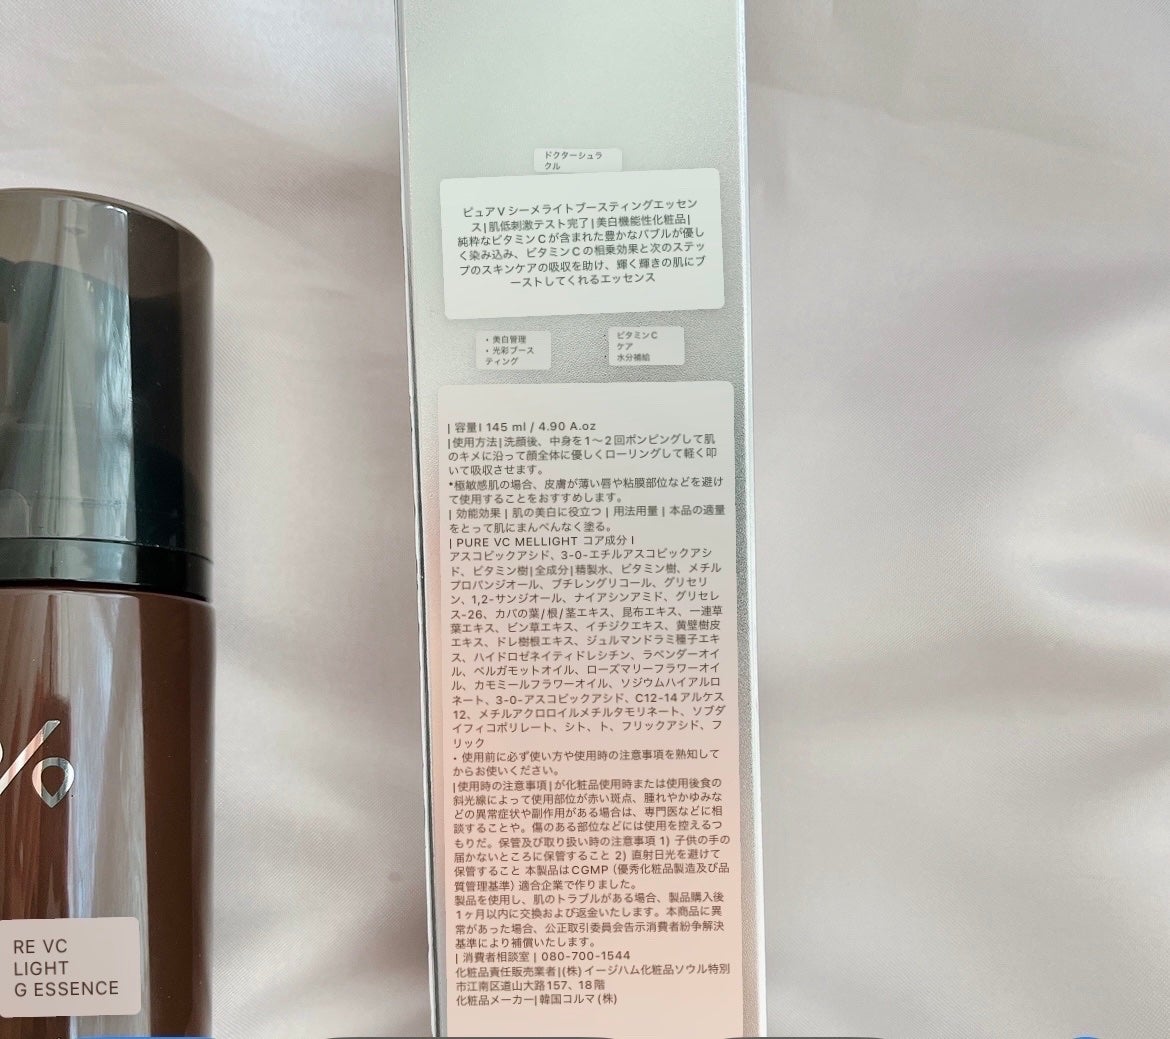 ドクターシュラ
クル
ピュアVシーメライトブースティングエッセン
ス|肌低刺激テスト完了|美白機能性化粧品|
純粋なビタミンCが含まれた豊かなバブルが優し
く染み込み、ビタミンCの相乗効果と次のステッ
プのスキンケアの吸収を助け、輝く輝きの肌にブ
ーストしてくれるエッセンス
・美白管理
・光彩ブース
ティング
・ビタミンC
ケア
・水分補給
| 容量I 145 ml / 4.90 A.oz
|使用方法|洗顔後、中身を1〜2回ポンピングして肌
のキメに沿って顔全体に優しくローリングして軽く叩
いて吸収させます。
*極敏感肌の場合、皮膚が薄い唇や粘膜部位などを避け
て使用することをおすすめします。
| 効能効果 | 肌の美白に役立つ | 用法用量 | 本品の適量
をとって肌にまんべんなく塗る。
| PURE VC MELLIGHT コア成分 I
アスコビックアシド、3-0-エチルアスコビックアシ
ド、ビタミン樹|全成分|精製水、ビタミン樹、メチル
プロパンジオール、ブチレングリコール、グリセリ
ン、1,2-サンジオール、ナイアシンアミド、グリセレ
ス-26、カバの葉/根/茎エキス、昆布エキス、一連草
葉エキス、ビン草エキス、イチジクエキス、黄壁樹皮
エキス、ドレ樹根エキス、ジュルマンドラミ種子エキ
ス、ハイドロゼネイティドレシチン、ラベンダーオイ
ル、ベルガモットオイル、ローズマリーフラワーオイ
ル、カモミールフラワーオイル、ソジウムハイアルロ
ネート、3-0-アスコビックアシド、C12-14アルケス
12、メチルアクロロイルメチルタモリネート、ソブダ
イフィコポリレート、シト、ト、フリックアシド、フ
リック
・使用前に必ず使い方や使用時の注意事項を熟知して
からお使いください。
|使用時の注意事項|が化粧品使用時または使用後食の
斜光線によって使用部位が赤い斑点、腫れやかゆみな
どの異常症状や副作用がある場合は、専門医などに相
談することや。傷のある部位などには使用を控えるつ
もりだ。保管及び取り扱い時の注意事項 1) 子供の手の
届かないところに保管すること 2) 直射日光を避けて
保管すること 本製品はCGMP（優秀化粧品製造及び品
質管理基準）適合企業で作りました。
製品を使用し、肌のトラブルがある場合、製品購入後
1ヶ月以内に交換および返金いたします。本商品に異
常があった場合、公正取引委員会告示消費者紛争解決
基準により補償いたします。
| 消費者相談室 | 080-700-1544
化粧品責任販売業者|(株)イージハム化粧品ソウル特別
市江南区道山大路157、18階
化粧品メーカー|韓国コルマ(株)
%
RE VC
LIGHT
G ESSENCE